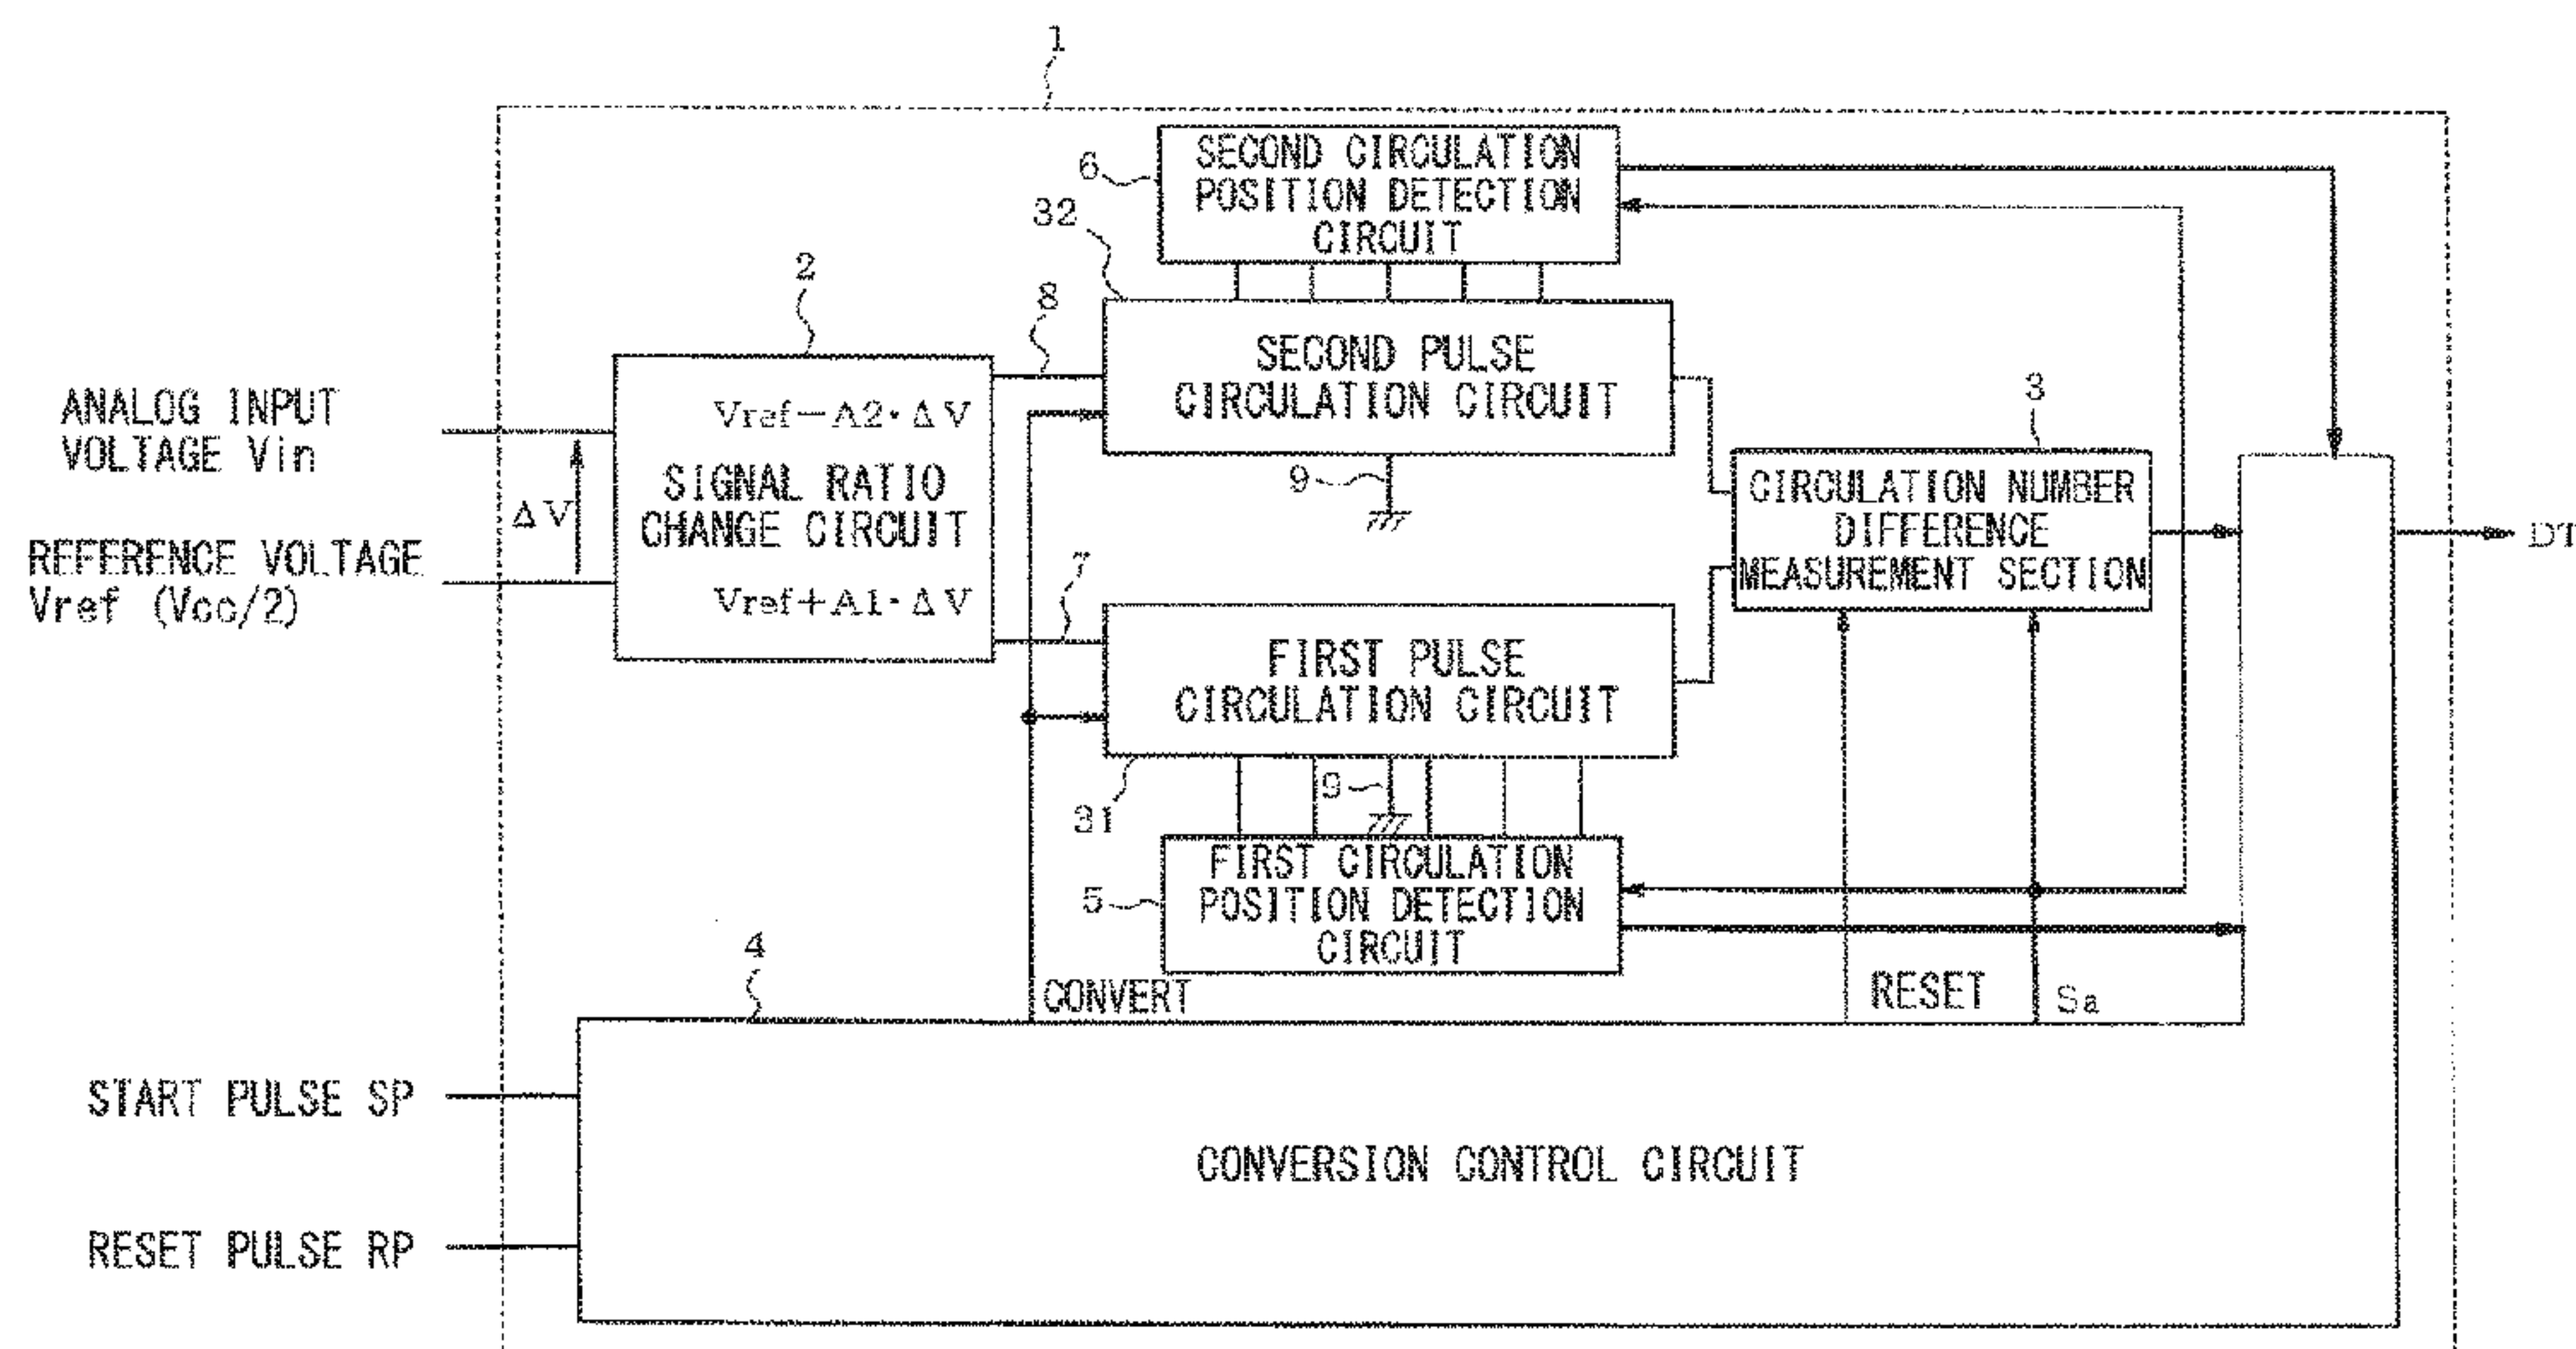 1
SECOND CIRCULATION
POSITION DETECTION
CIRCUIT
6
32
2
8
SECOND PULSE
CIRCULATION CIRCUIT
3
ANALOG INPUT
VOLTAGE Vin
Vref-A2・ΔV
SIGNAL RATIO
CHANGE CIRCUIT
Vref+A1・ΔV
ΔV
9
CIRCULATION NUMBER
DIFFERENCE
MEASUREMENT SECTION
DT
REFERENCE VOLTAGE
Vref (Vcc/2)
7
FIRST PULSE
CIRCULATION CIRCUIT
31
9
FIRST CIRCULATION
POSITION DETECTION
CIRCUIT
5
4
CONVERT
RESET
Sa
START PULSE SP
CONVERSION CONTROL CIRCUIT
RESET PULSE RP